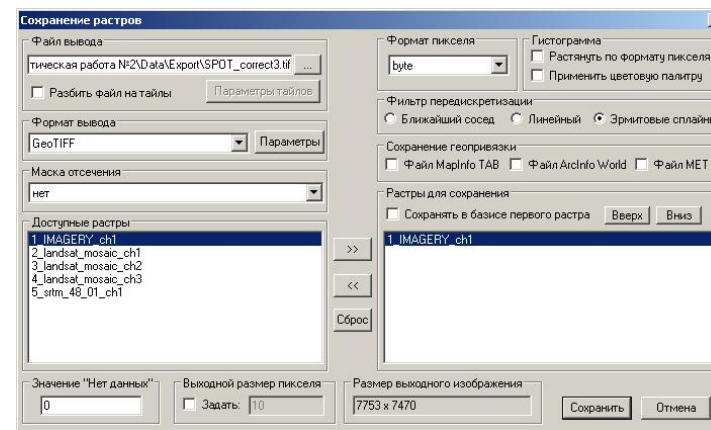 Сохранение растров
Файл вывода
тическая работа №2\Data\Export\SPOT_correct3.tif ...
Разбить файл на тайлы Параметры тайлов
Формат вывода
GeoTIFF Параметры
Маска отсечения
нет
Доступные растры
1_IMAGERY_ch1
2_landsat_mosaic_ch1
3_landsat_mosaic_ch2
4_landsat_mosaic_ch3
5_srtm_48_01_ch1
>>
<<
Сброс
Формат пикселя
byte
Гистограмма
Растянуть по формату пикселя
Применить цветовую палитру
Фильтр передискретизации
Ближайший сосед Линейный Эрмитовые сплайны
Сохранение геопривязки
Файл MapInfo TAB Файл ArcInfo World Файл MET
Растры для сохранения
Сохранять в базисе первого растра Вверх Вниз
1_IMAGERY_ch1
Значение "Нет данных"
0
Выходной размер пикселя
Задать: 10
Размер выходного изображения
7753 x 7470
Сохранить Отмена